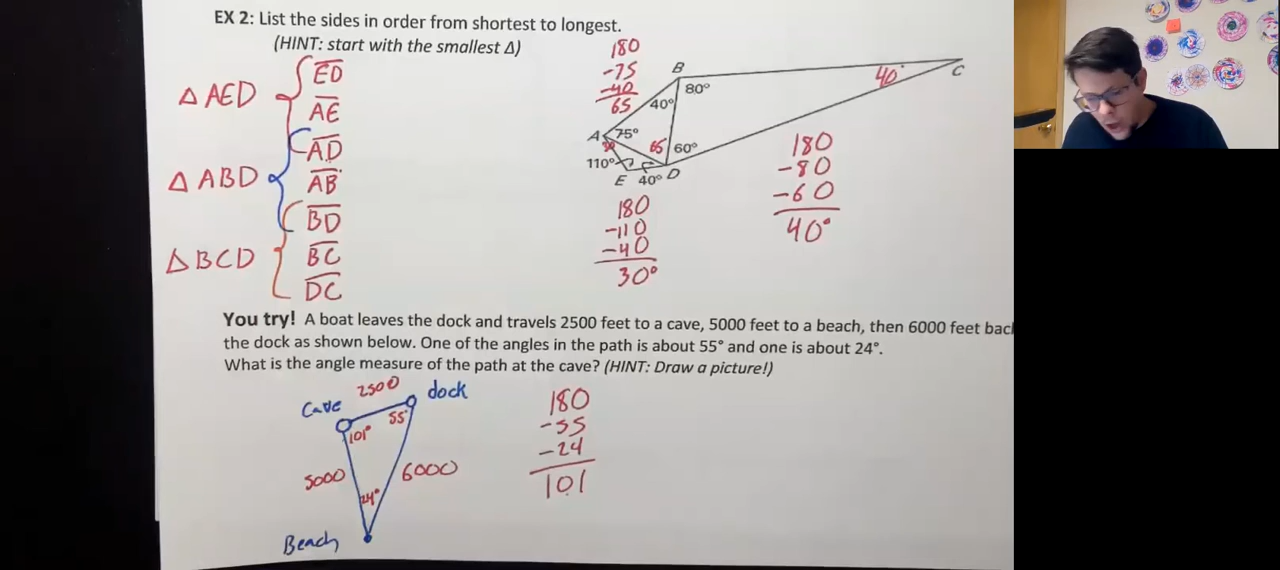 EX 2: List the sides in order from shortest to longest.
(HINT: start with the smallest Δ)
Δ AED
Δ ABD
Δ BCD
ED
AE
AD
AB
BD
BC
DC
180
-75
-40
65
B
40°
80°
40°
C
A
75°
30
65
60°
110°
E
40°
D
180
-110
-40
30°
180
-80
-60
40°
You try! A boat leaves the dock and travels 2500 feet to a cave, 5000 feet to a beach, then 6000 feet bac
the dock as shown below. One of the angles in the path is about 55° and one is about 24°.
What is the angle measure of the path at the cave? (HINT: Draw a picture!)
2500
dock
Cave
55°
101°
5000
6000
24°
Beach
180
-55
-24
101